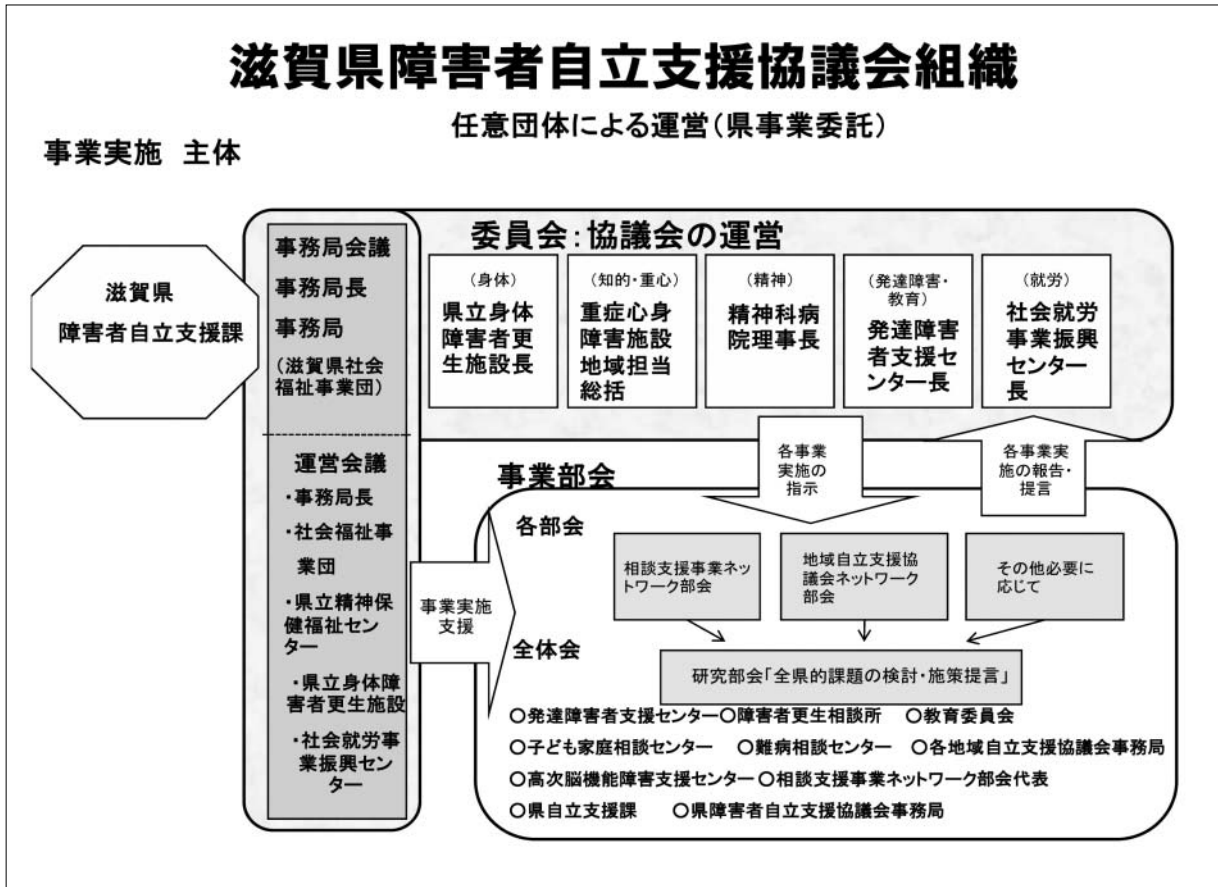 滋賀県障害者自立支援協議会組織
任意団体による運営(県事業委託)
事業実施 主体
滋賀県
障害者自立支援課
事務局会議
事務局長
事務局
(滋賀県社会
福祉事業団)
運営会議
・事務局長
・社会福祉事
業団
・県立精神保
健福祉セン
ター
・県立身体障
害者更生施設
・社会就労事
業振興セン
ター
委員会:協議会の運営
(身体)
県立身体
障害者更
生施設長
(知的・重心)
重症心身
障害施設
地域担当
総括
(精神)
精神科病
院理事長
(発達障害・
教育)
発達障害
者支援セ
ンター長
(就労)
社会就労
事業振興
センター
長
各事業
実施の
指示
各事業実
施の報告・
提言
事業部会
事業実施
支援
各部会
相談支援事業ネッ
トワーク部会
地域自立支援協
議会ネットワーク
部会
その他必要に
応じて
全体会
研究部会「全県的課題の検討・施策提言」
○発達障害者支援センター○障害者更生相談所 ○教育委員会
○子ども家庭相談センター ○難病相談センター ○各地域自立支援協議会事務局
○高次脳機能障害支援センター○相談支援事業ネットワーク部会代表
○県自立支援課 ○県障害者自立支援協議会事務局